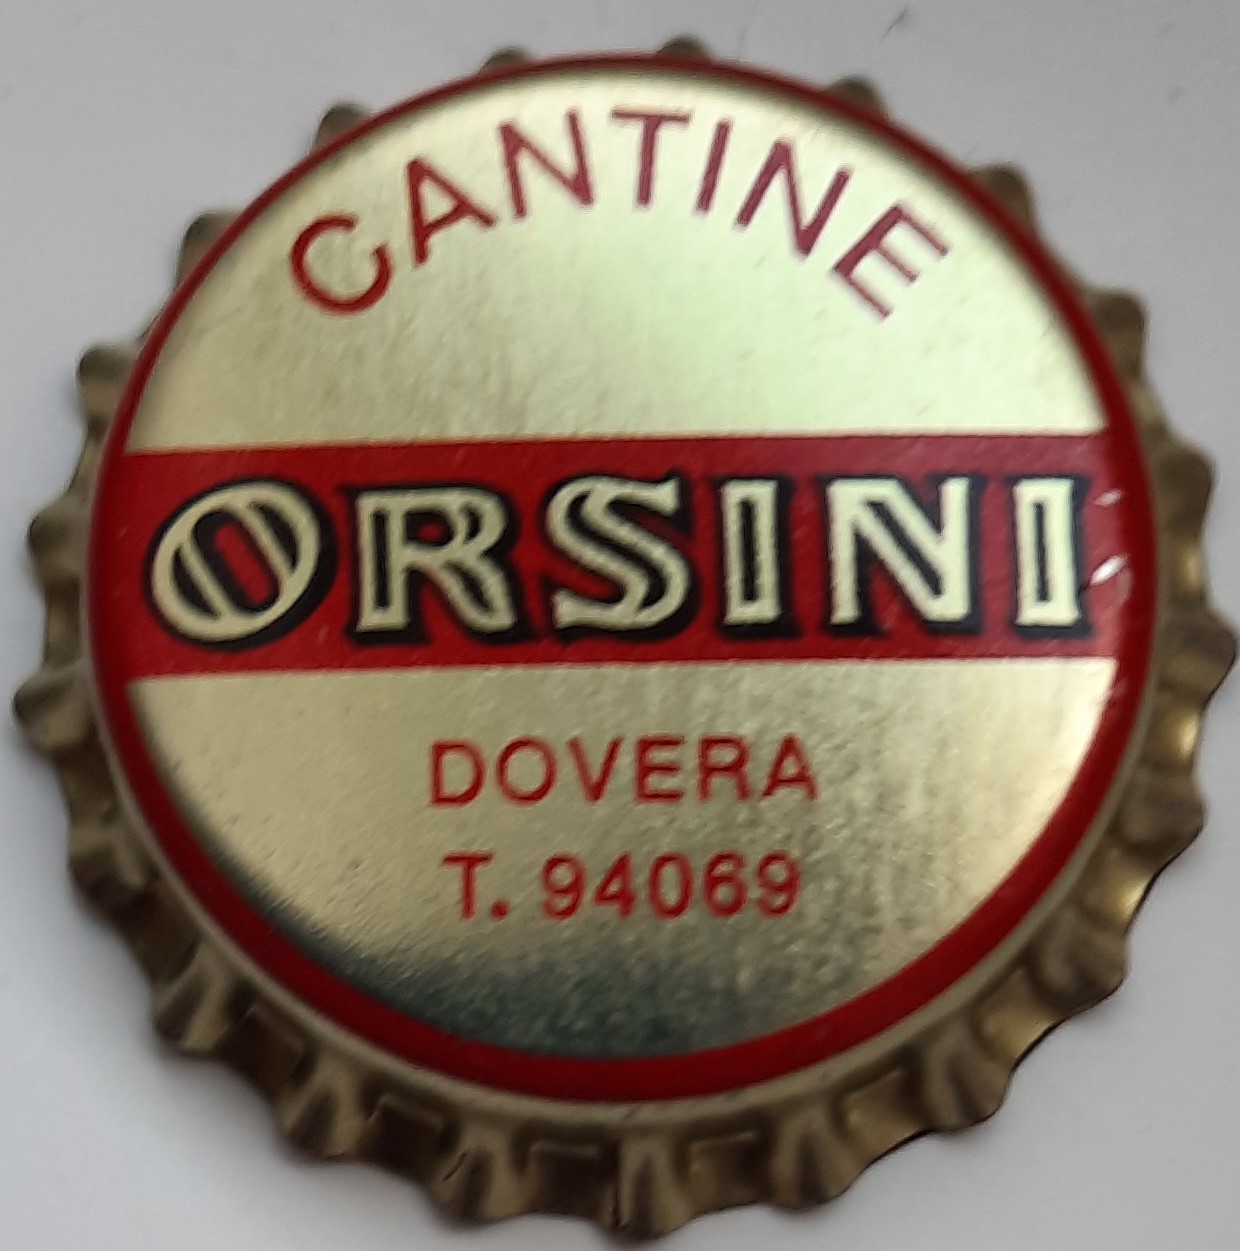 CANTINE
ORSINI
DOVERA
T. 94069